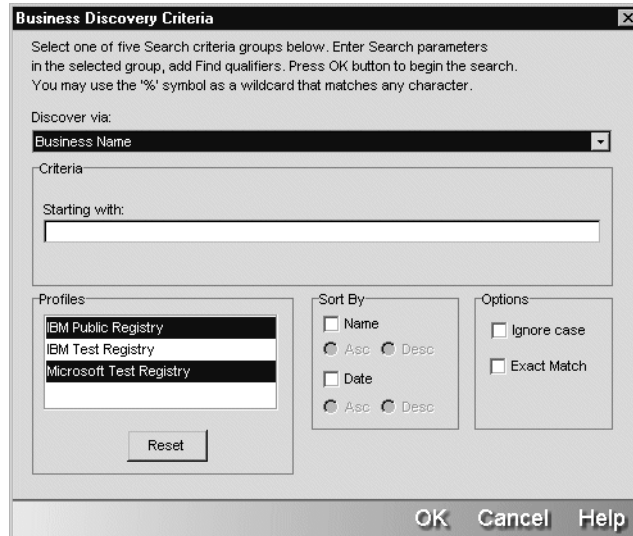 Business Discovery Criteria
Select one of five Search criteria groups below. Enter Search parameters
in the selected group, add Find qualifiers. Press OK button to begin the search.
You may use the '%' symbol as a wildcard that matches any character.
Discover via:
Business Name
Criteria
Starting with:
Profiles
IBM Public Registry
IBM Test Registry
Microsoft Test Registry
Reset
Sort By
Name
Asc Desc
Date
Asc Desc
Options
Ignore case
Exact Match
OK Cancel Help